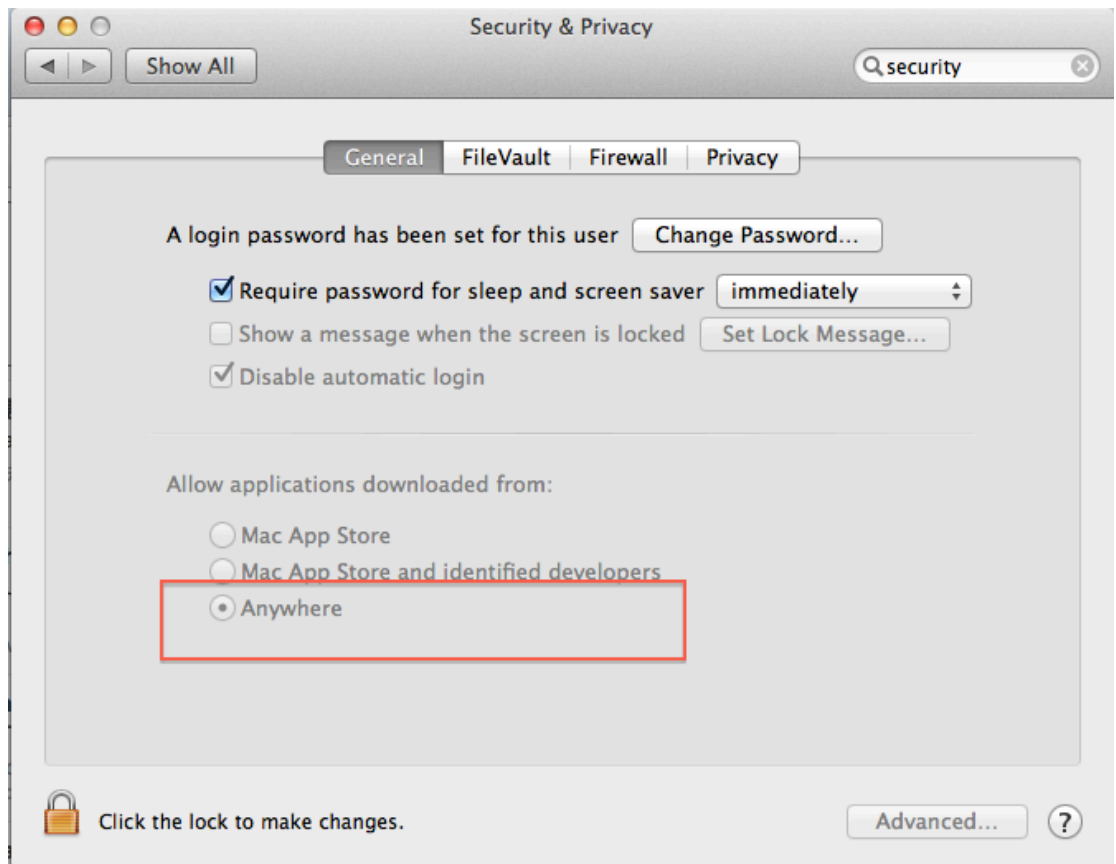 Security & Privacy
Show All
security
General FileVault Firewall Privacy
A login password has been set for this user Change Password...
Require password for sleep and screen saver immediately
Show a message when the screen is locked Set Lock Message...
Disable automatic login
Allow applications downloaded from:
Mac App Store
Mac App Store and identified developers
Anywhere
Click the lock to make changes. Advanced... ?